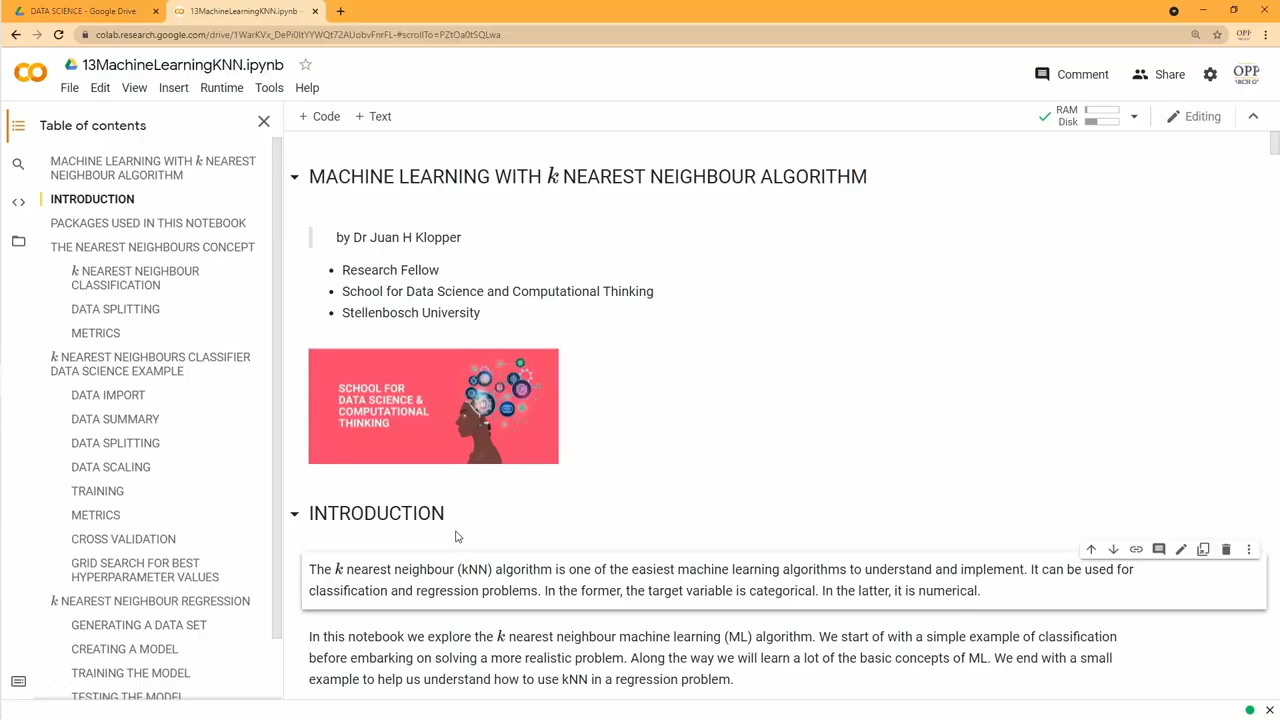 DATA SCIENCE - Google Drive
13MachineLearningKNN.ipynb -
colab.research.google.com/drive/1WarKVx_DePi0ItYYWQt72AUobvFnrFL-#scrollTo=PZtOa0tSQLwa
OPP
13MachineLearningKNN.ipynb
File Edit View Insert Runtime Tools Help
Comment
Share
OPP
Table of contents
MACHINE LEARNING WITH k NEAREST
NEIGHBOUR ALGORITHM
INTRODUCTION
PACKAGES USED IN THIS NOTEBOOK
THE NEAREST NEIGHBOURS CONCEPT
k NEAREST NEIGHBOUR
CLASSIFICATION
DATA SPLITTING
METRICS
k NEAREST NEIGHBOURS CLASSIFIER
DATA SCIENCE EXAMPLE
DATA IMPORT
DATA SUMMARY
DATA SPLITTING
DATA SCALING
TRAINING
METRICS
CROSS VALIDATION
GRID SEARCH FOR BEST
HYPERPARAMETER VALUES
k NEAREST NEIGHBOUR REGRESSION
GENERATING A DATA SET
CREATING A MODEL
TRAINING THE MODEL
TESTING THE MODEL
+ Code + Text
RAM
Disk
Editing
MACHINE LEARNING WITH k NEAREST NEIGHBOUR ALGORITHM
by Dr Juan H Klopper
• Research Fellow
• School for Data Science and Computational Thinking
• Stellenbosch University
SCHOOL FOR
DATA SCIENCE &
COMPUTATIONAL
THINKING
INTRODUCTION
The k nearest neighbour (kNN) algorithm is one of the easiest machine learning algorithms to understand and implement. It can be used for
classification and regression problems. In the former, the target variable is categorical. In the latter, it is numerical.
In this notebook we explore the k nearest neighbour machine learning (ML) algorithm. We start of with a simple example of classification
before embarking on solving a more realistic problem. Along the way we will learn a lot of the basic concepts of ML. We end with a small
example to help us understand how to use kNN in a regression problem.